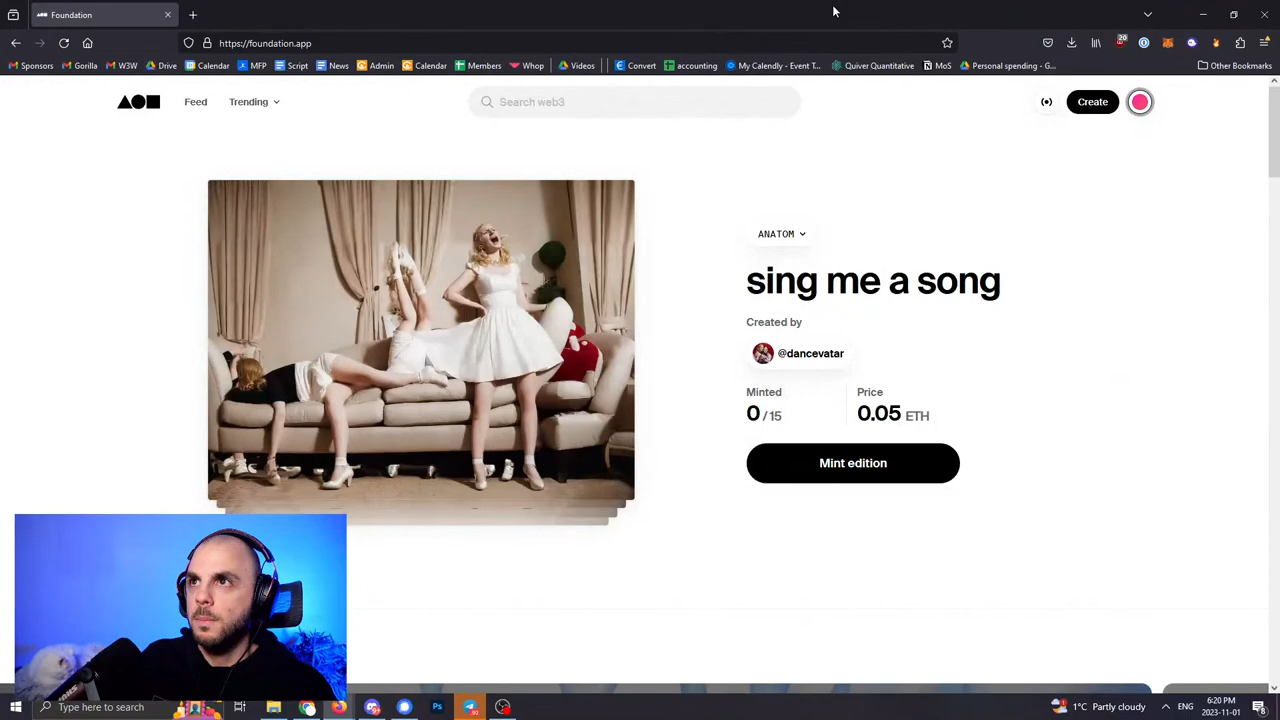 Foundation
https://foundation.app
20
Sponsors
Gorilla
W3W
Drive
Calendar
MFP
Script
News
Admin
Calendar
Members
Whop
Videos
Convert
accounting
My Calendly - Event T...
Quiver Quantitative
MoS
Personal spending - G...
Other Bookmarks
Feed
Trending
Search web3
Create
ANATOM
sing me a song
Created by
@dancevatar
Minted
Price
0 / 15
0.05 ETH
Mint edition
Type here to search
Ps
1°C Partly cloudy
6:20 PM
2023-11-01
8